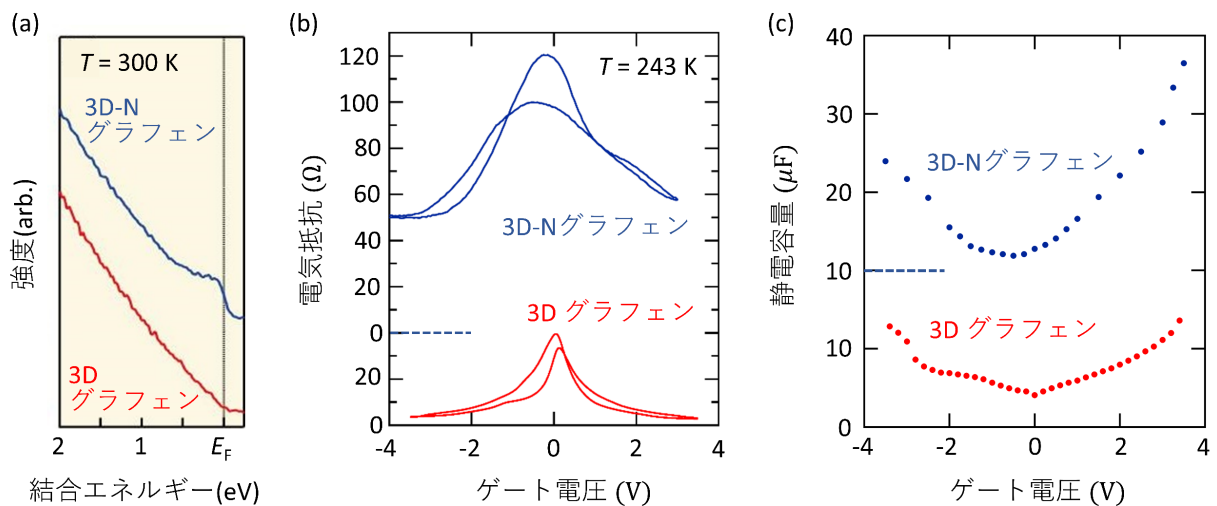 (a)
T = 300 K
3D-N
グラフェン
3D
グラフェン
強度(arb.)
2
1
EF
結合エネルギー(eV)
(b)
T = 243 K
120
100
80
60
40
20
0
20
0
電気抵抗 (Ω)
3D-Nグラフェン
3D グラフェン
-4
-2
0
2
4
ゲート電圧 (V)
(c)
40
30
20
10
10
0
静電容量 (μF)
3D-Nグラフェン
3D グラフェン
-4
-2
0
2
4
ゲート電圧 (V)